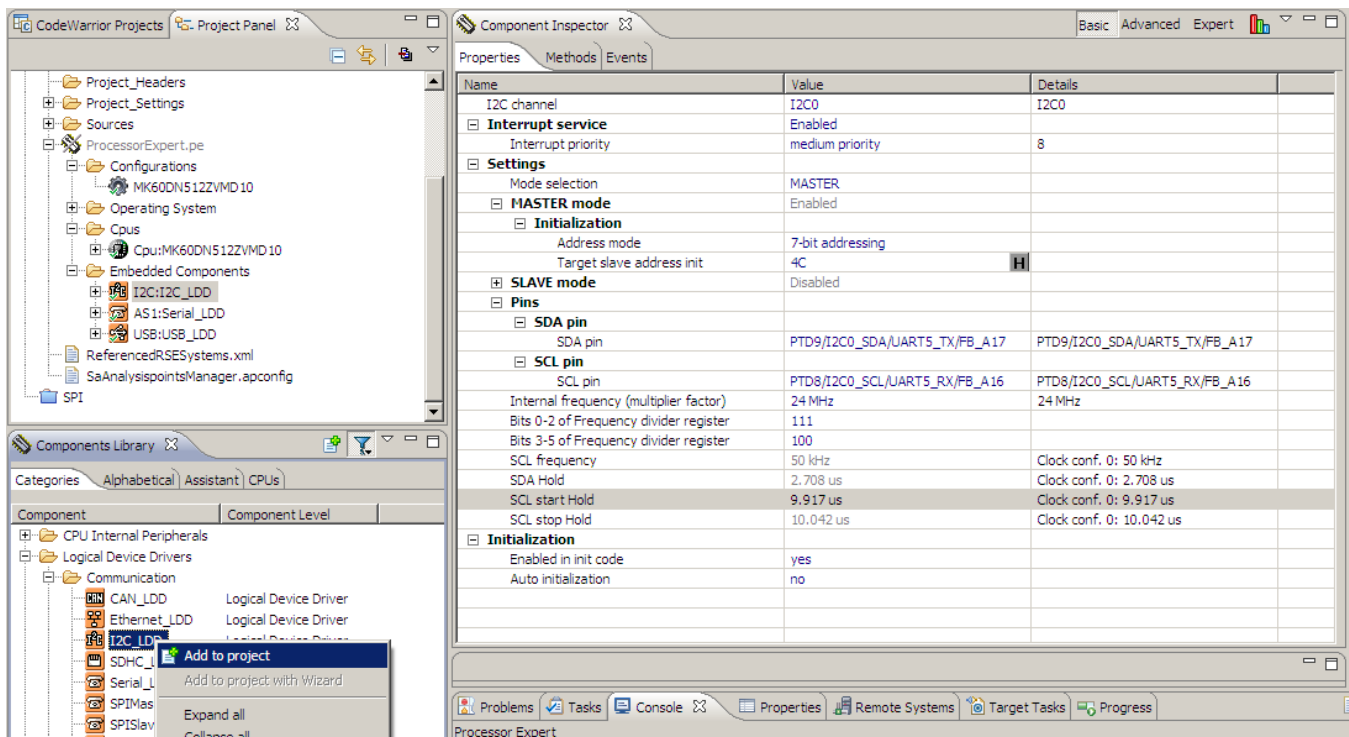 CodeWarrior Projects Project Panel
Project_Headers
Project_Settings
Sources
ProcessorExpert.pe
Configurations
MK60DN512ZVMD10
Operating System
Cpus
Cpu:MK60DN512ZVMD10
Embedded Components
I2C:I2C_LDD
AS1:Serial_LDD
USB:USB_LDD
ReferencedRSESystems.xml
SaAnalysispointsManager.apconfig
SPI
Components Library
Categories Alphabetical Assistant CPUs
Component Component Level
CPU Internal Peripherals
Logical Device Drivers
Communication
CAN_LDD Logical Device Driver
Ethernet_LDD Logical Device Driver
I2C_LDD Logical Device Driver
SDHC_L
Serial_L
SPIMas
SPISlav
Add to project
Add to project with Wizard
Expand all
Collapse all
Component Inspector Basic Advanced Expert
Properties Methods Events
Name Value Details
I2C channel I2C0 I2C0
Interrupt service Enabled
Interrupt priority medium priority 8
Settings
Mode selection MASTER
MASTER mode Enabled
Initialization
Address mode 7-bit addressing
Target slave address init 4C H
SLAVE mode Disabled
Pins
SDA pin
SDA pin PTD9/I2C0_SDA/UART5_TX/FB_A17 PTD9/I2C0_SDA/UART5_TX/FB_A17
SCL pin
SCL pin PTD8/I2C0_SCL/UART5_RX/FB_A16 PTD8/I2C0_SCL/UART5_RX/FB_A16
Internal frequency (multiplier factor) 24 MHz 24 MHz
Bits 0-2 of Frequency divider register 111
Bits 3-5 of Frequency divider register 100
SCL frequency 50 kHz Clock conf. 0: 50 kHz
SDA Hold 2.708 us Clock conf. 0: 2.708 us
SCL start Hold 9.917 us Clock conf. 0: 9.917 us
SCL stop Hold 10.042 us Clock conf. 0: 10.042 us
Initialization
Enabled in init code yes
Auto initialization no
Problems Tasks Console Properties Remote Systems Target Tasks Progress
Processor Expert